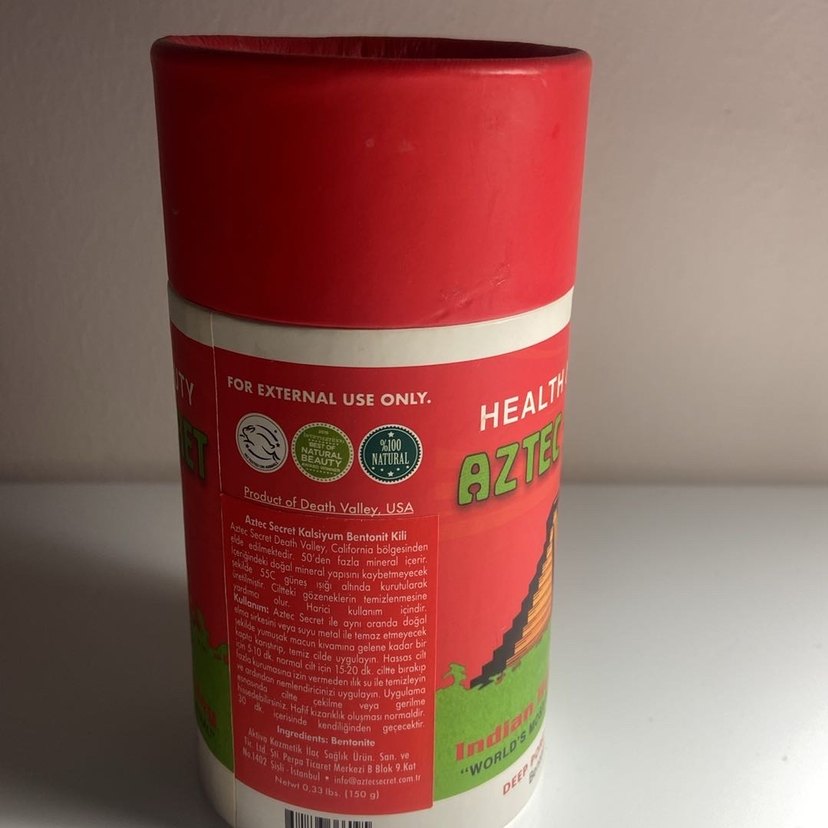 UTY
ET
FOR EXTERNAL USE ONLY.
BEST OF
NATURAL
BEAUTY
%100
NATURAL
Product of Death Valley, USA
Aztec Secret Kalsiyum Bentonit Kili
Aztec Secret Death Valley, California bölgesinden
elde edilmektedir. 50'den fazla mineral içerir.
İçeriğindeki doğal mineral yapısını kaybetmeyecek
şekilde 55C güneş ışığı altında kurutularak
üretilmiştir. Ciltteki gözeneklerin temizlenmesine
yardımcı olur. Harici kullanım içindir.
Kullanım: Aztec Secret ile aynı oranda doğal
elma sirkesini veya suyu metal ile temaz etmeyecek
şekilde yumuşak macun kıvamına gelene kadar bir
kapta karıştırıp, temiz cilde uygulayın. Hassas cilt
için 5-10 dk. normal cilt için 15-20 dk. ciltte bırakıp
fazla kurumasına izin vermeden ılık su ile temizleyin
ve ardından nemlendiricinizi uygulayın. Uygulama
esnasında ciltte çekilme veya gerilme
hissedebilirsiniz. Hafif kızarıklık oluşması normaldir.
30 dk. içerisinde kendiliğinden geçecektir.
Ingredients: Bentonite
Aktiva Kozmetik İlaç Sağlık Ürün. San. ve
Tic. Ltd. Şti. Perpa Ticaret Merkezi B Blok 9.Kat
No:1402 Şişli - İstanbul • info@aztecsecret.com.tr
Netwt 0,33 lbs. (150 g)
HEALTH
AZTEC
Indian
"WORLD'S MO
DEEP POR